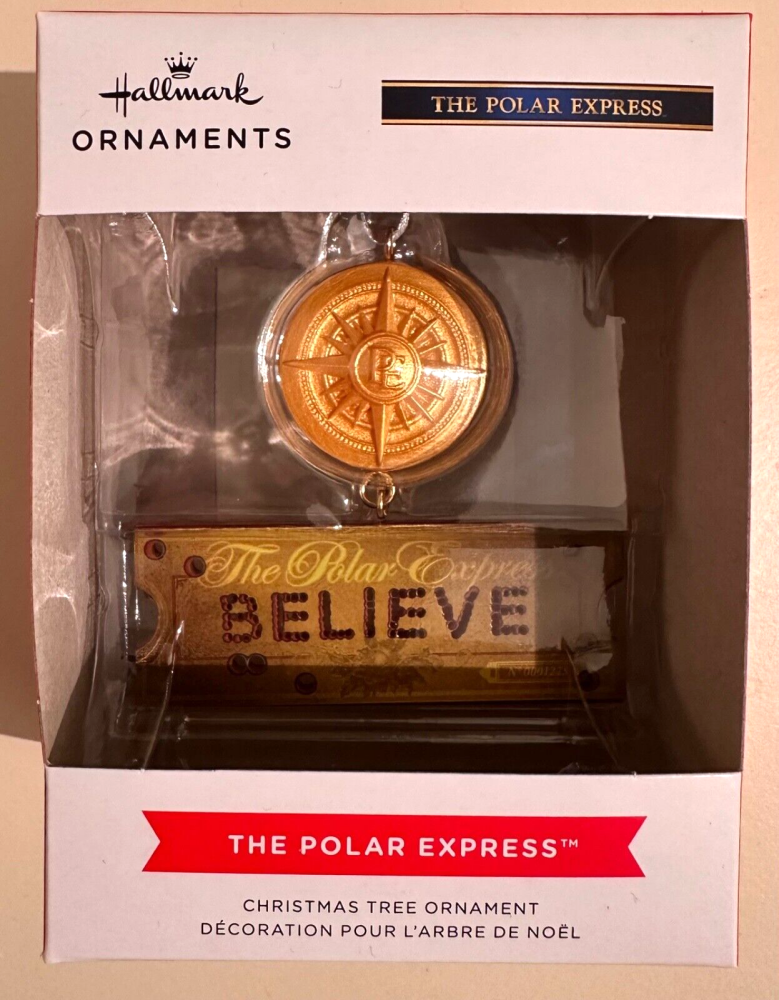 Hallmark
ORNAMENTS
THE POLAR EXPRESS
PE
The Polar Express
BELIEVE
THE POLAR EXPRESS™
CHRISTMAS TREE ORNAMENT
DÉCORATION POUR L'ARBRE DE NOËL